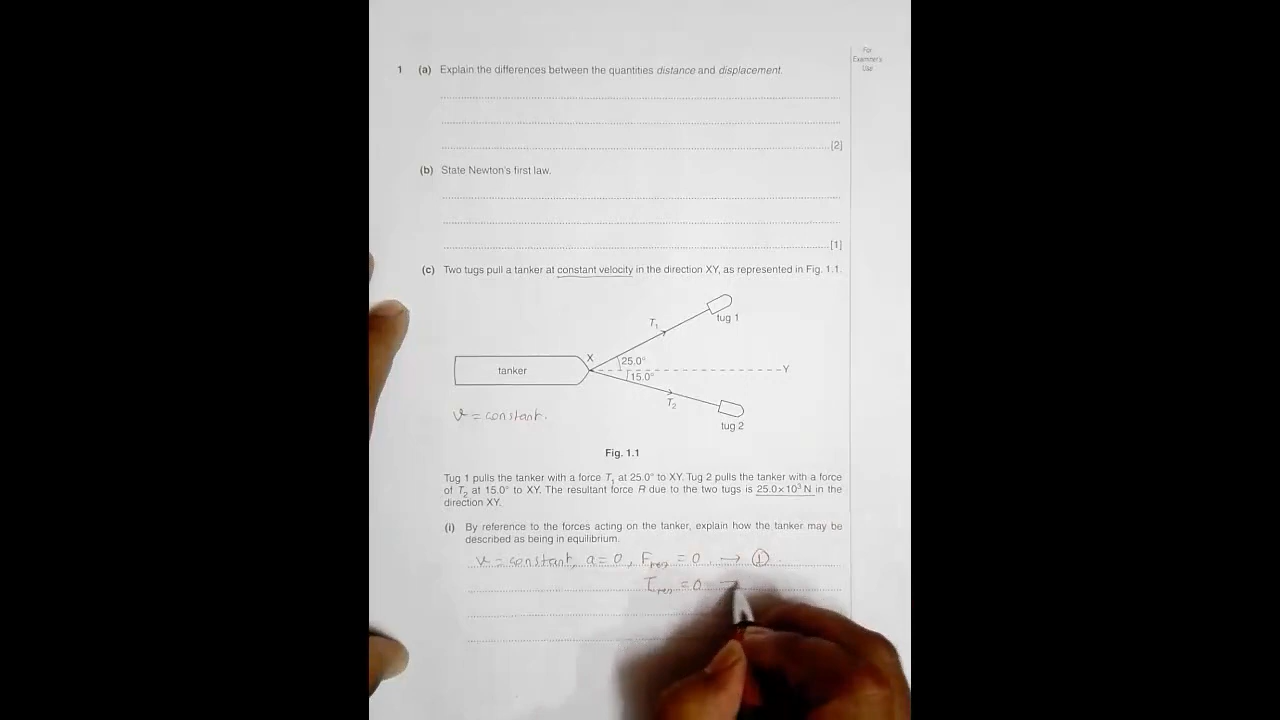 For
Examiner's
Use
1 (a) Explain the differences between the quantities distance and displacement.
[2]
(b) State Newton's first law.
[1]
(c) Two tugs pull a tanker at constant velocity in the direction XY, as represented in Fig. 1.1.
tug 1
T1
X
25.0°
tanker
Y
15.0°
T2
v = constant.
tug 2
Fig. 1.1
Tug 1 pulls the tanker with a force T1 at 25.0° to XY. Tug 2 pulls the tanker with a force
of T2 at 15.0° to XY. The resultant force R due to the two tugs is 25.0×10³ N in the
direction XY.
(i) By reference to the forces acting on the tanker, explain how the tanker may be
described as being in equilibrium.
v = constant, a = 0, Fres = 0 → ①
Tres = 0 →